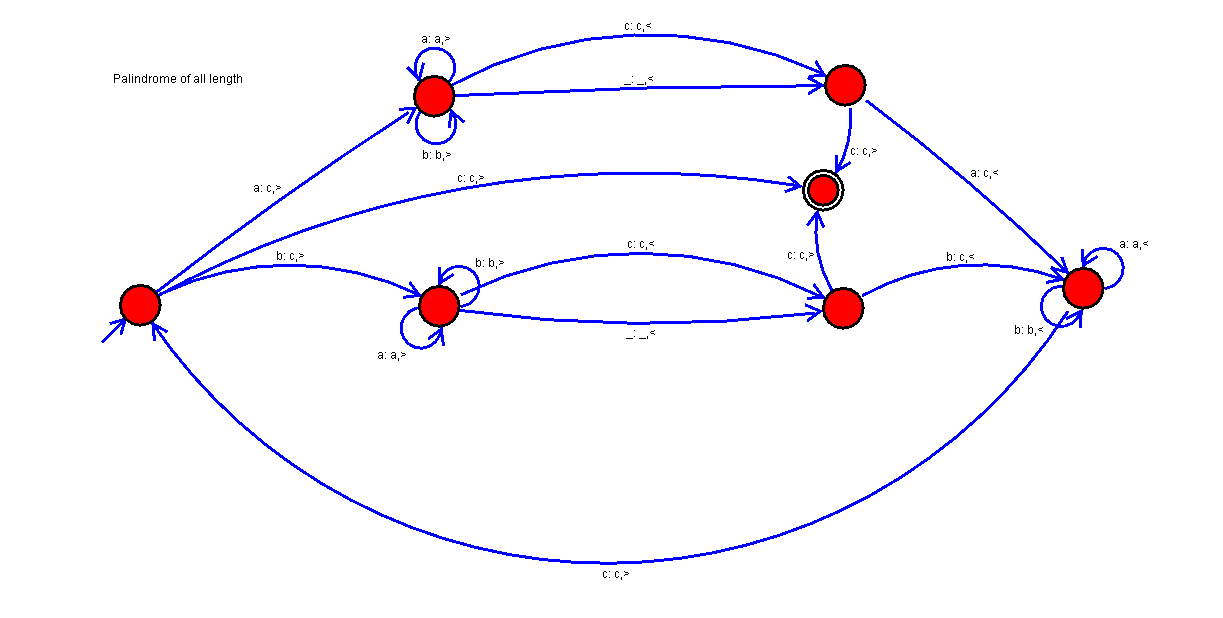 c: c,<
a: a,>
_: _,<
Palindrome of all length
b: b,>
c: c,>
a: c,<
c: c,>
a: c,>
a: a,<
c: c,<
b: c,>
c: c,>
b: c,<
b: b,>
b: b,<
_: _,<
a: a,>
c: c,>